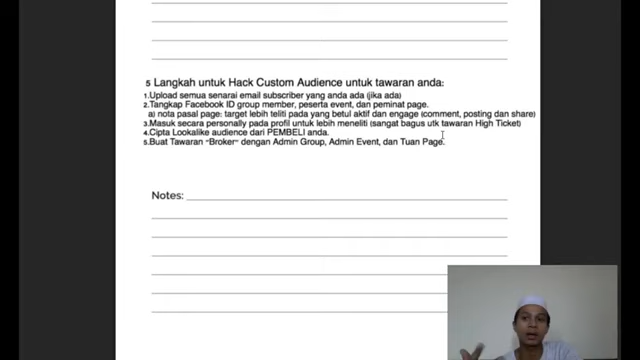 5 Langkah untuk Hack Custom Audience untuk tawaran anda:
1.Upload semua senarai email subscriber yang anda ada (jika ada)
2.Tangkap Facebook ID group member, peserta event, dan peminat page.
a) nota pasal page: target lebih teliti pada yang betul aktif dan engage (comment, posting dan share)
3.Masuk secara personally pada profil untuk lebih meneliti (sangat bagus utk tawaran High Ticket)
4.Cipta Lookalike audience dari PEMBELI anda.
5.Buat Tawaran "Broker" dengan Admin Group, Admin Event, dan Tuan Page.
Notes: